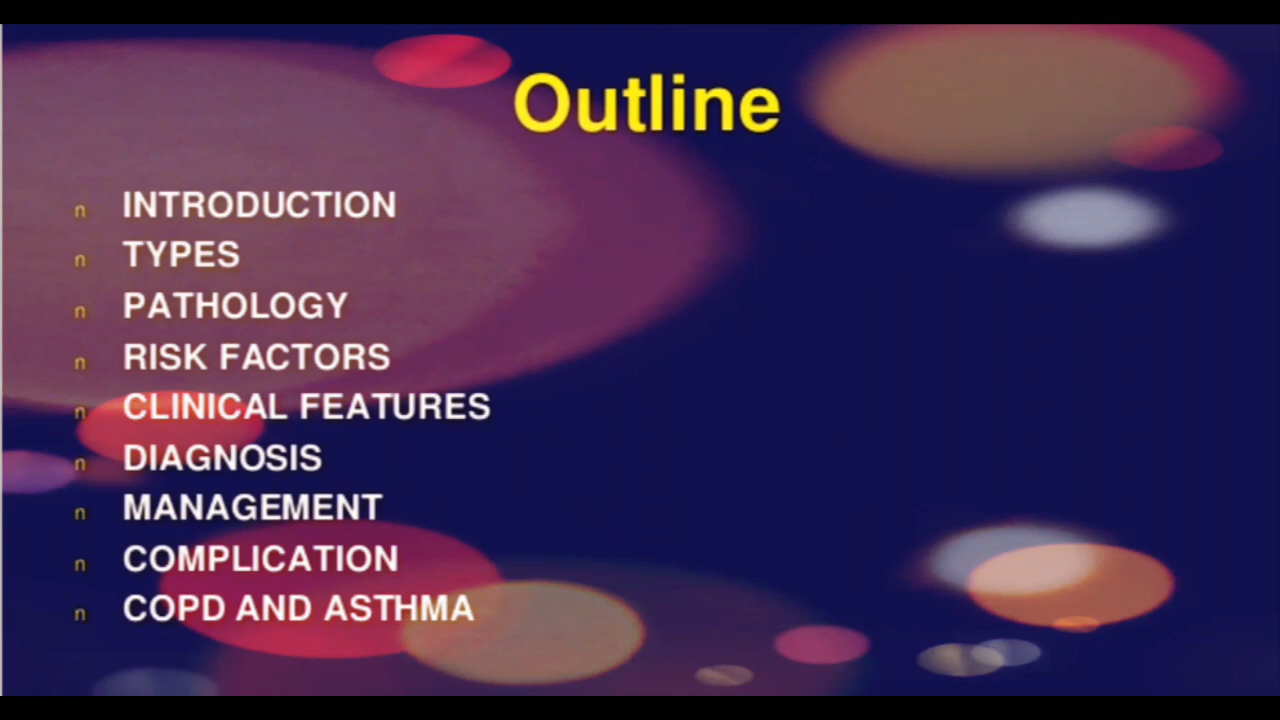 Outline
n INTRODUCTION
n TYPES
n PATHOLOGY
n RISK FACTORS
n CLINICAL FEATURES
n DIAGNOSIS
n MANAGEMENT
n COMPLICATION
n COPD AND ASTHMA